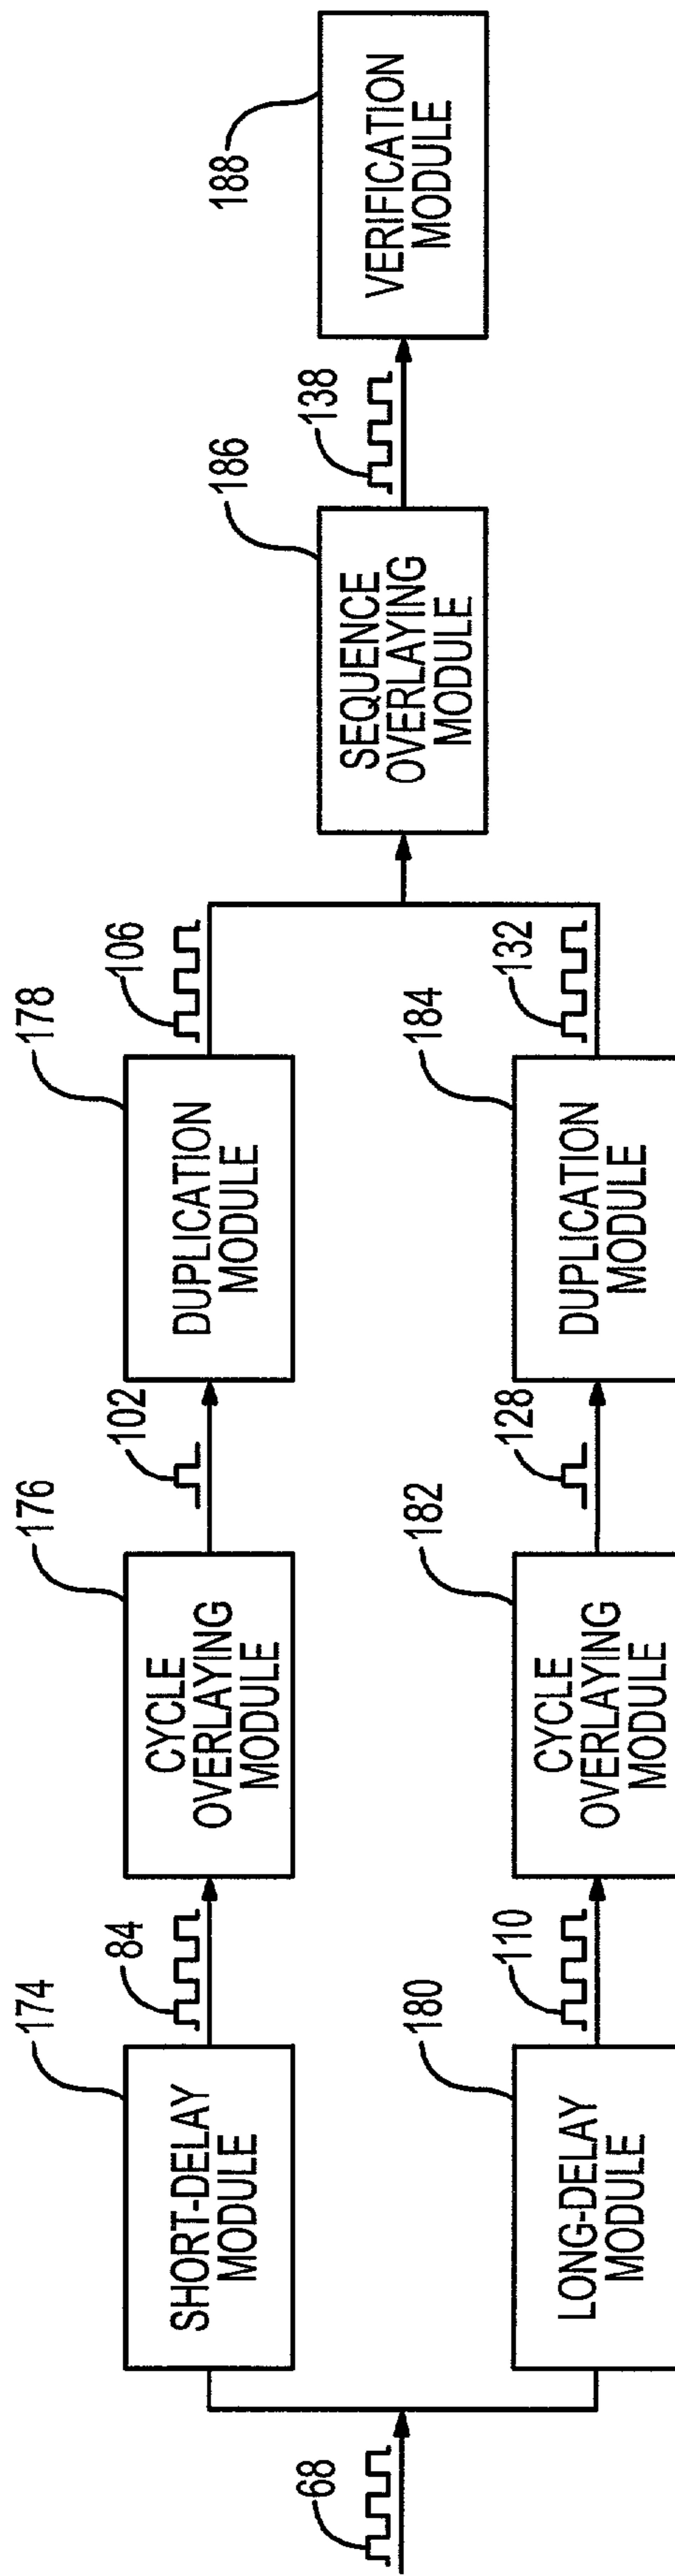 68
174
SHORT-DELAY
MODULE
84
176
CYCLE
OVERLAYING
MODULE
102
178
DUPLICATION
MODULE
106
180
LONG-DELAY
MODULE
110
182
CYCLE
OVERLAYING
MODULE
128
184
DUPLICATION
MODULE
132
186
SEQUENCE
OVERLAYING
MODULE
138
188
VERIFICATION
MODULE